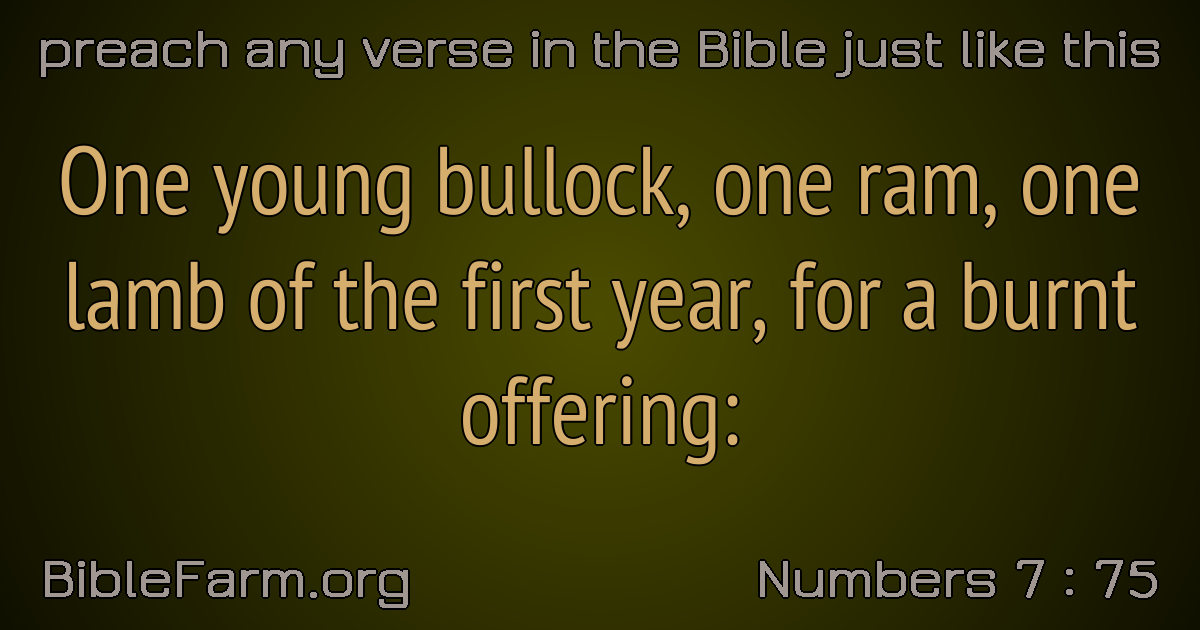 preach any verse in the Bible just like this
One young bullock, one ram, one
lamb of the first year, for a burnt
offering:
BibleFarm.org
Numbers 7 : 75